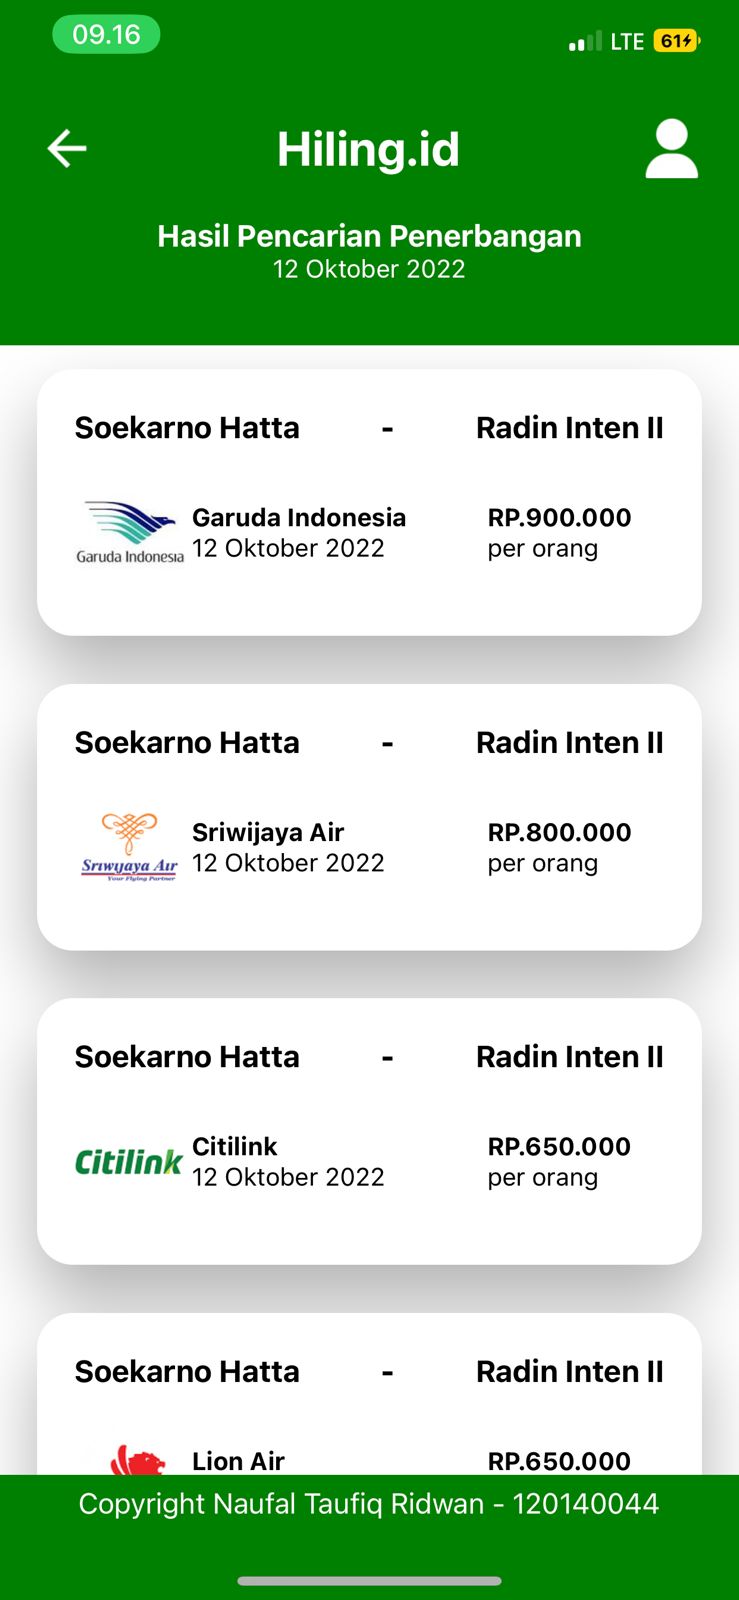 09.16
LTE 61
Hiling.id
Hasil Pencarian Penerbangan
12 Oktober 2022
Soekarno Hatta - Radin Inten II
Garuda Indonesia
Garuda Indonesia RP.900.000
12 Oktober 2022 per orang
Soekarno Hatta - Radin Inten II
Sriwijaya Air RP.800.000
Sriwijaya Air
Your Flying Partner
12 Oktober 2022 per orang
Soekarno Hatta - Radin Inten II
Citilink
Citilink RP.650.000
12 Oktober 2022 per orang
Soekarno Hatta - Radin Inten II
Lion Air RP.650.000
Copyright Naufal Taufiq Ridwan - 120140044